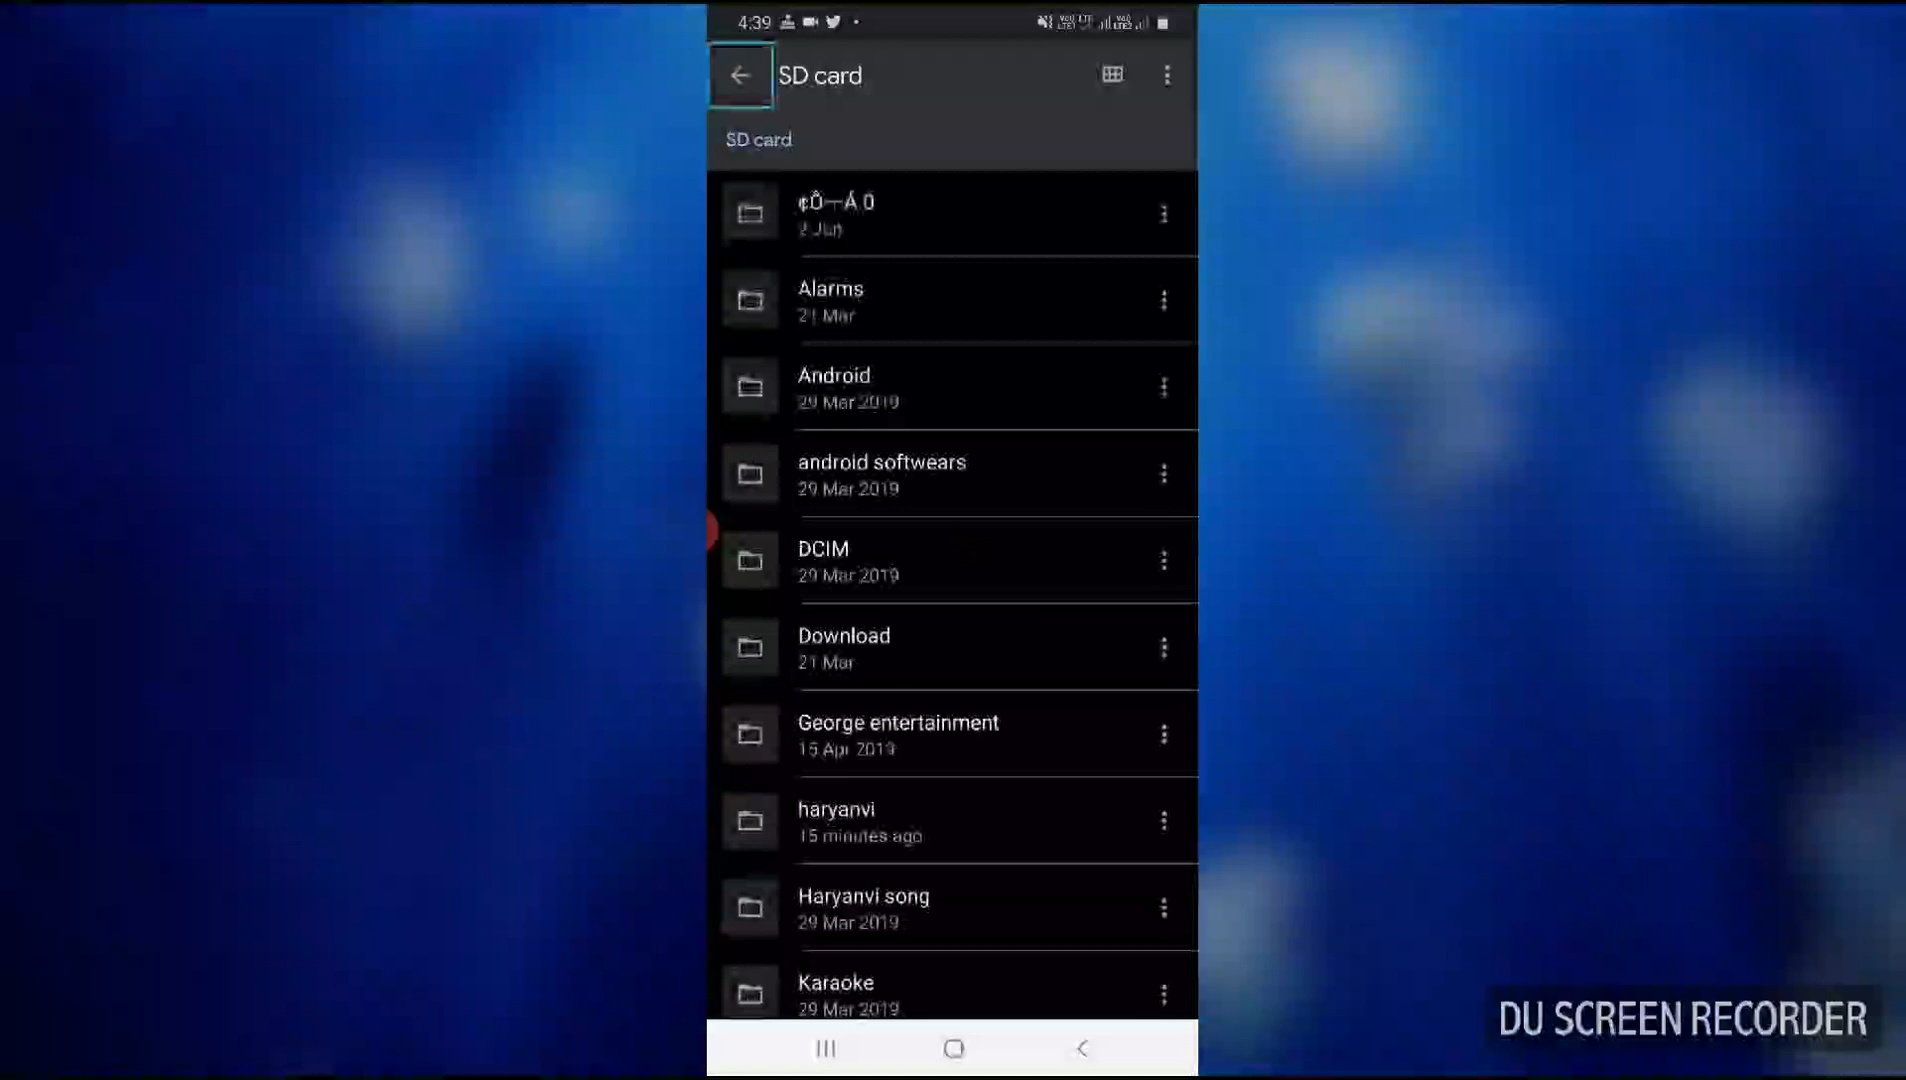 4:39
SD card
SD card
¢Ô—Á 0
2 Jun
Alarms
21 Mar
Android
29 Mar 2019
android softwears
29 Mar 2019
DCIM
29 Mar 2019
Download
21 Mar
George entertainment
15 Apr 2019
haryanvi
15 minutes ago
Haryanvi song
29 Mar 2019
Karaoke
29 Mar 2019
DU SCREEN RECORDER